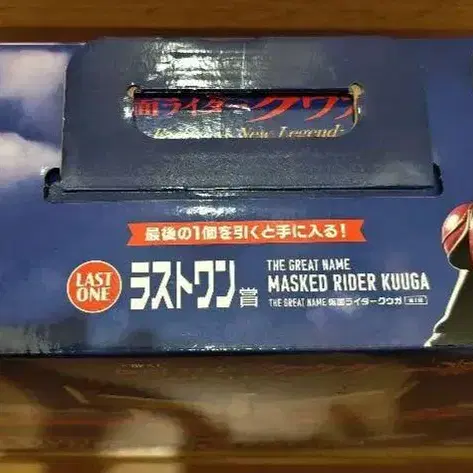 面ライダークウガ
New Legend
最後の1個を引くと手に入る!
LAST
ONE
ラストワン賞
THE GREAT NAME
MASKED RIDER KUUGA
THE GREAT NAME 仮面ライダークウガ